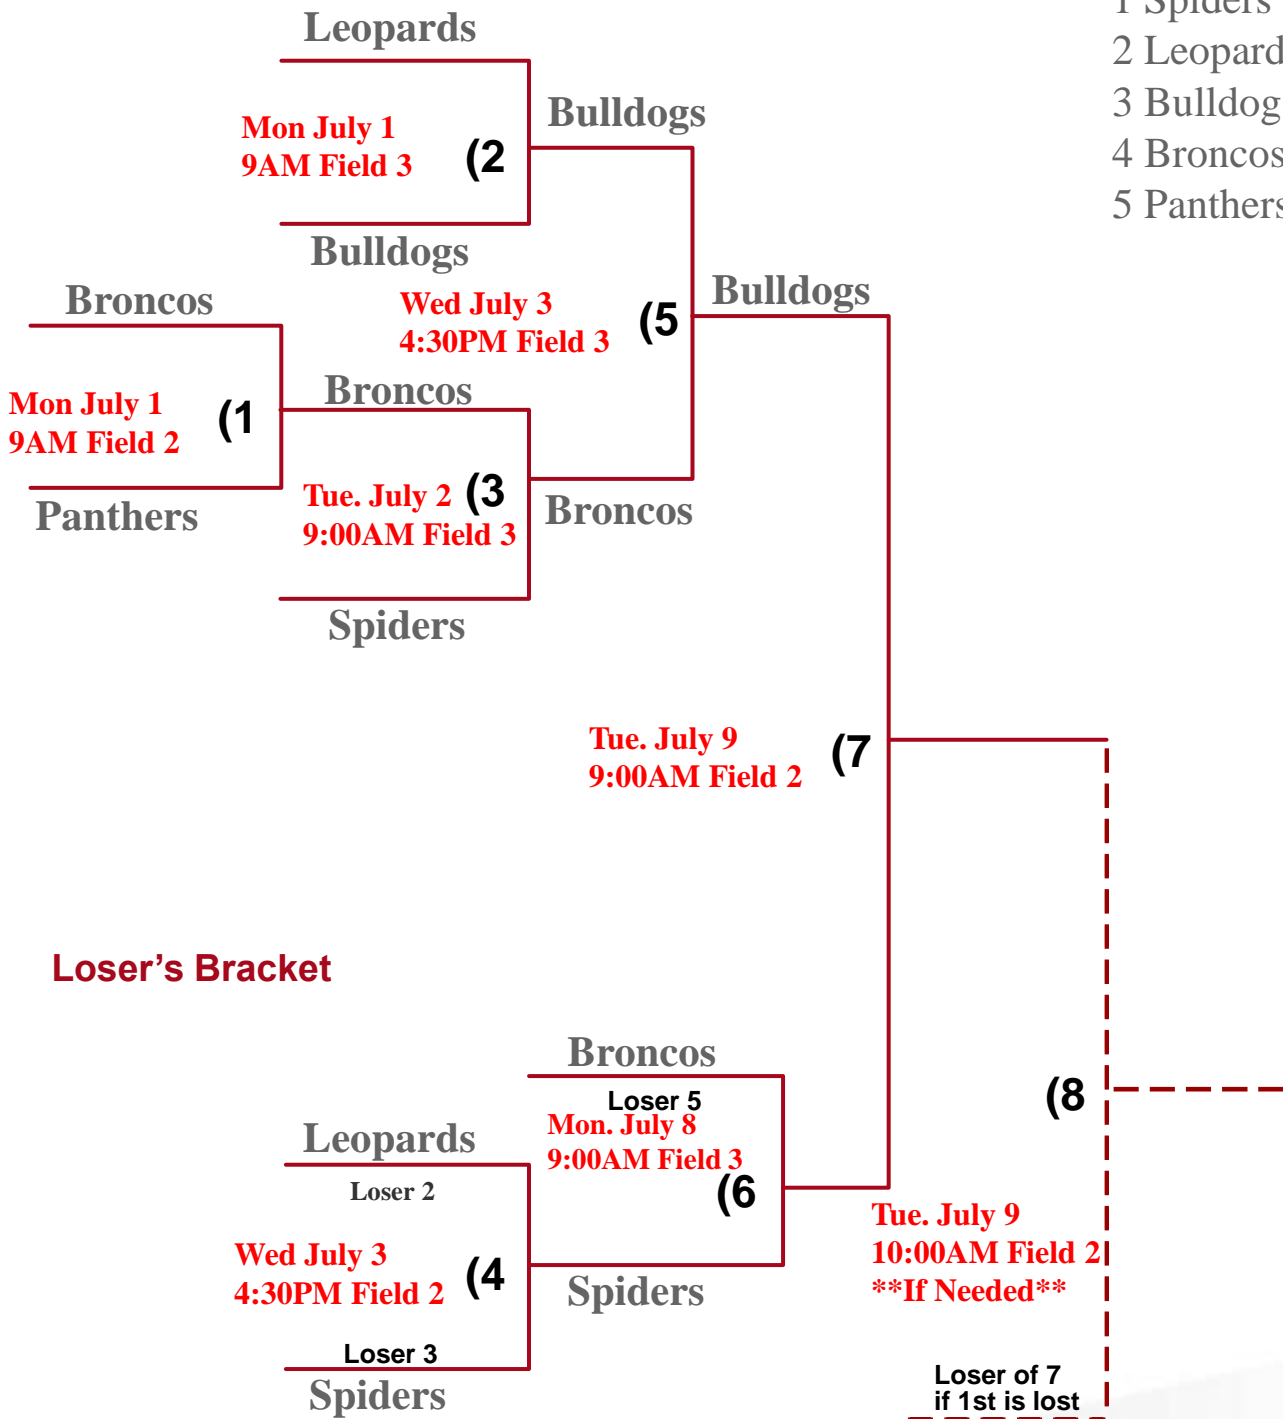 1 Spiders
2 Leopard
3 Bulldog
4 Broncos
5 Panthers
Leopards
Mon July 1
9AM Field 3
(2
Bulldogs
Bulldogs
Broncos
Mon July 1
9AM Field 2
(1
Panthers
Wed July 3
4:30PM Field 3
(5
Bulldogs
Broncos
Tue. July 2
9:00AM Field 3
(3
Broncos
Spiders
Tue. July 9
9:00AM Field 2
(7
Loser’s Bracket
Broncos
Loser 5
Mon. July 8
9:00AM Field 3
(6
Leopards
Loser 2
Wed July 3
4:30PM Field 2
(4
Spiders
Loser 3
Spiders
(8
Tue. July 9
10:00AM Field 2
**If Needed**
Loser of 7
if 1st is lost